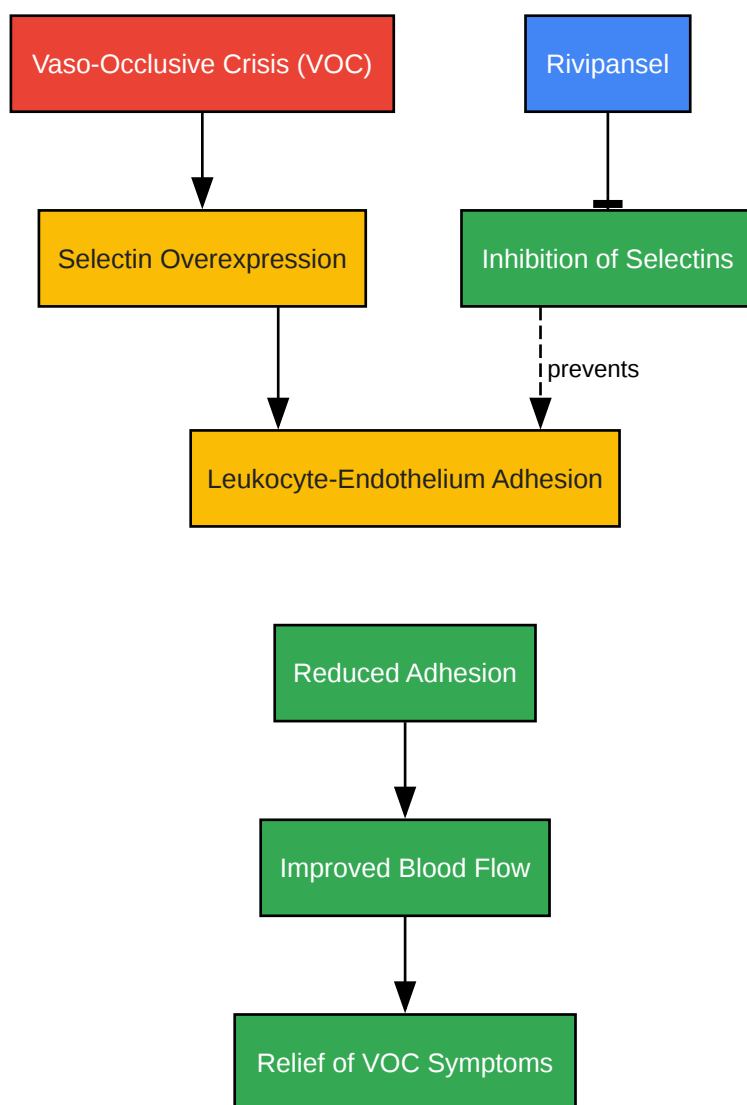 Vaso-Occlusive Crisis (VOC)
Rivipansel
Selectin Overexpression
Inhibition of Selectins
prevents
Leukocyte-Endothelium Adhesion
Reduced Adhesion
Improved Blood Flow
Relief of VOC Symptoms